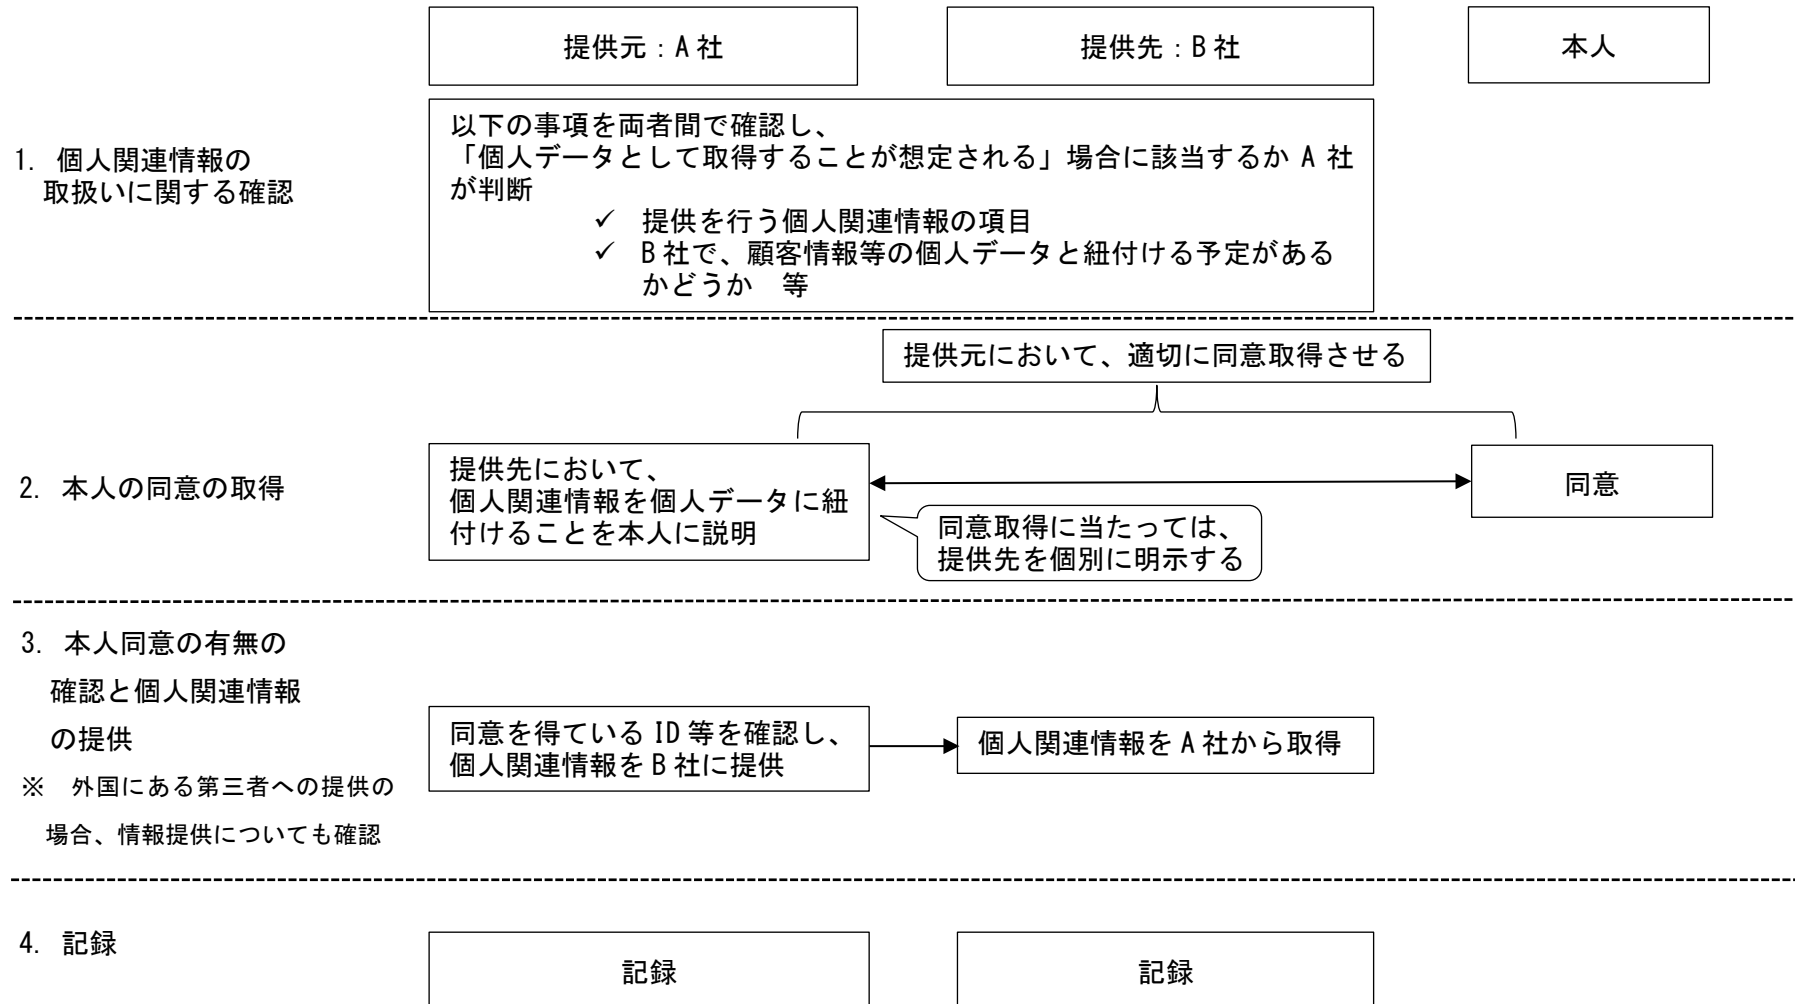 提供元：A社
提供先：B社
本人
1. 個人関連情報の
取扱いに関する確認
以下の事項を両者間で確認し、
「個人データとして取得することが想定される」場合に該当するか A 社
が判断
✓ 提供を行う個人関連情報の項目
✓ B社で、顧客情報等の個人データと紐付ける予定がある
かどうか　等
提供元において、適切に同意取得させる
2. 本人の同意の取得
提供先において、
個人関連情報を個人データに紐
付けることを本人に説明
同意
同意取得に当たっては、
提供先を個別に明示する
3. 本人同意の有無の
確認と個人関連情報
の提供
※　外国にある第三者への提供の
場合、情報提供についても確認
同意を得ている ID 等を確認し、
個人関連情報をB社に提供
個人関連情報をA社から取得
4. 記録
記録
記録